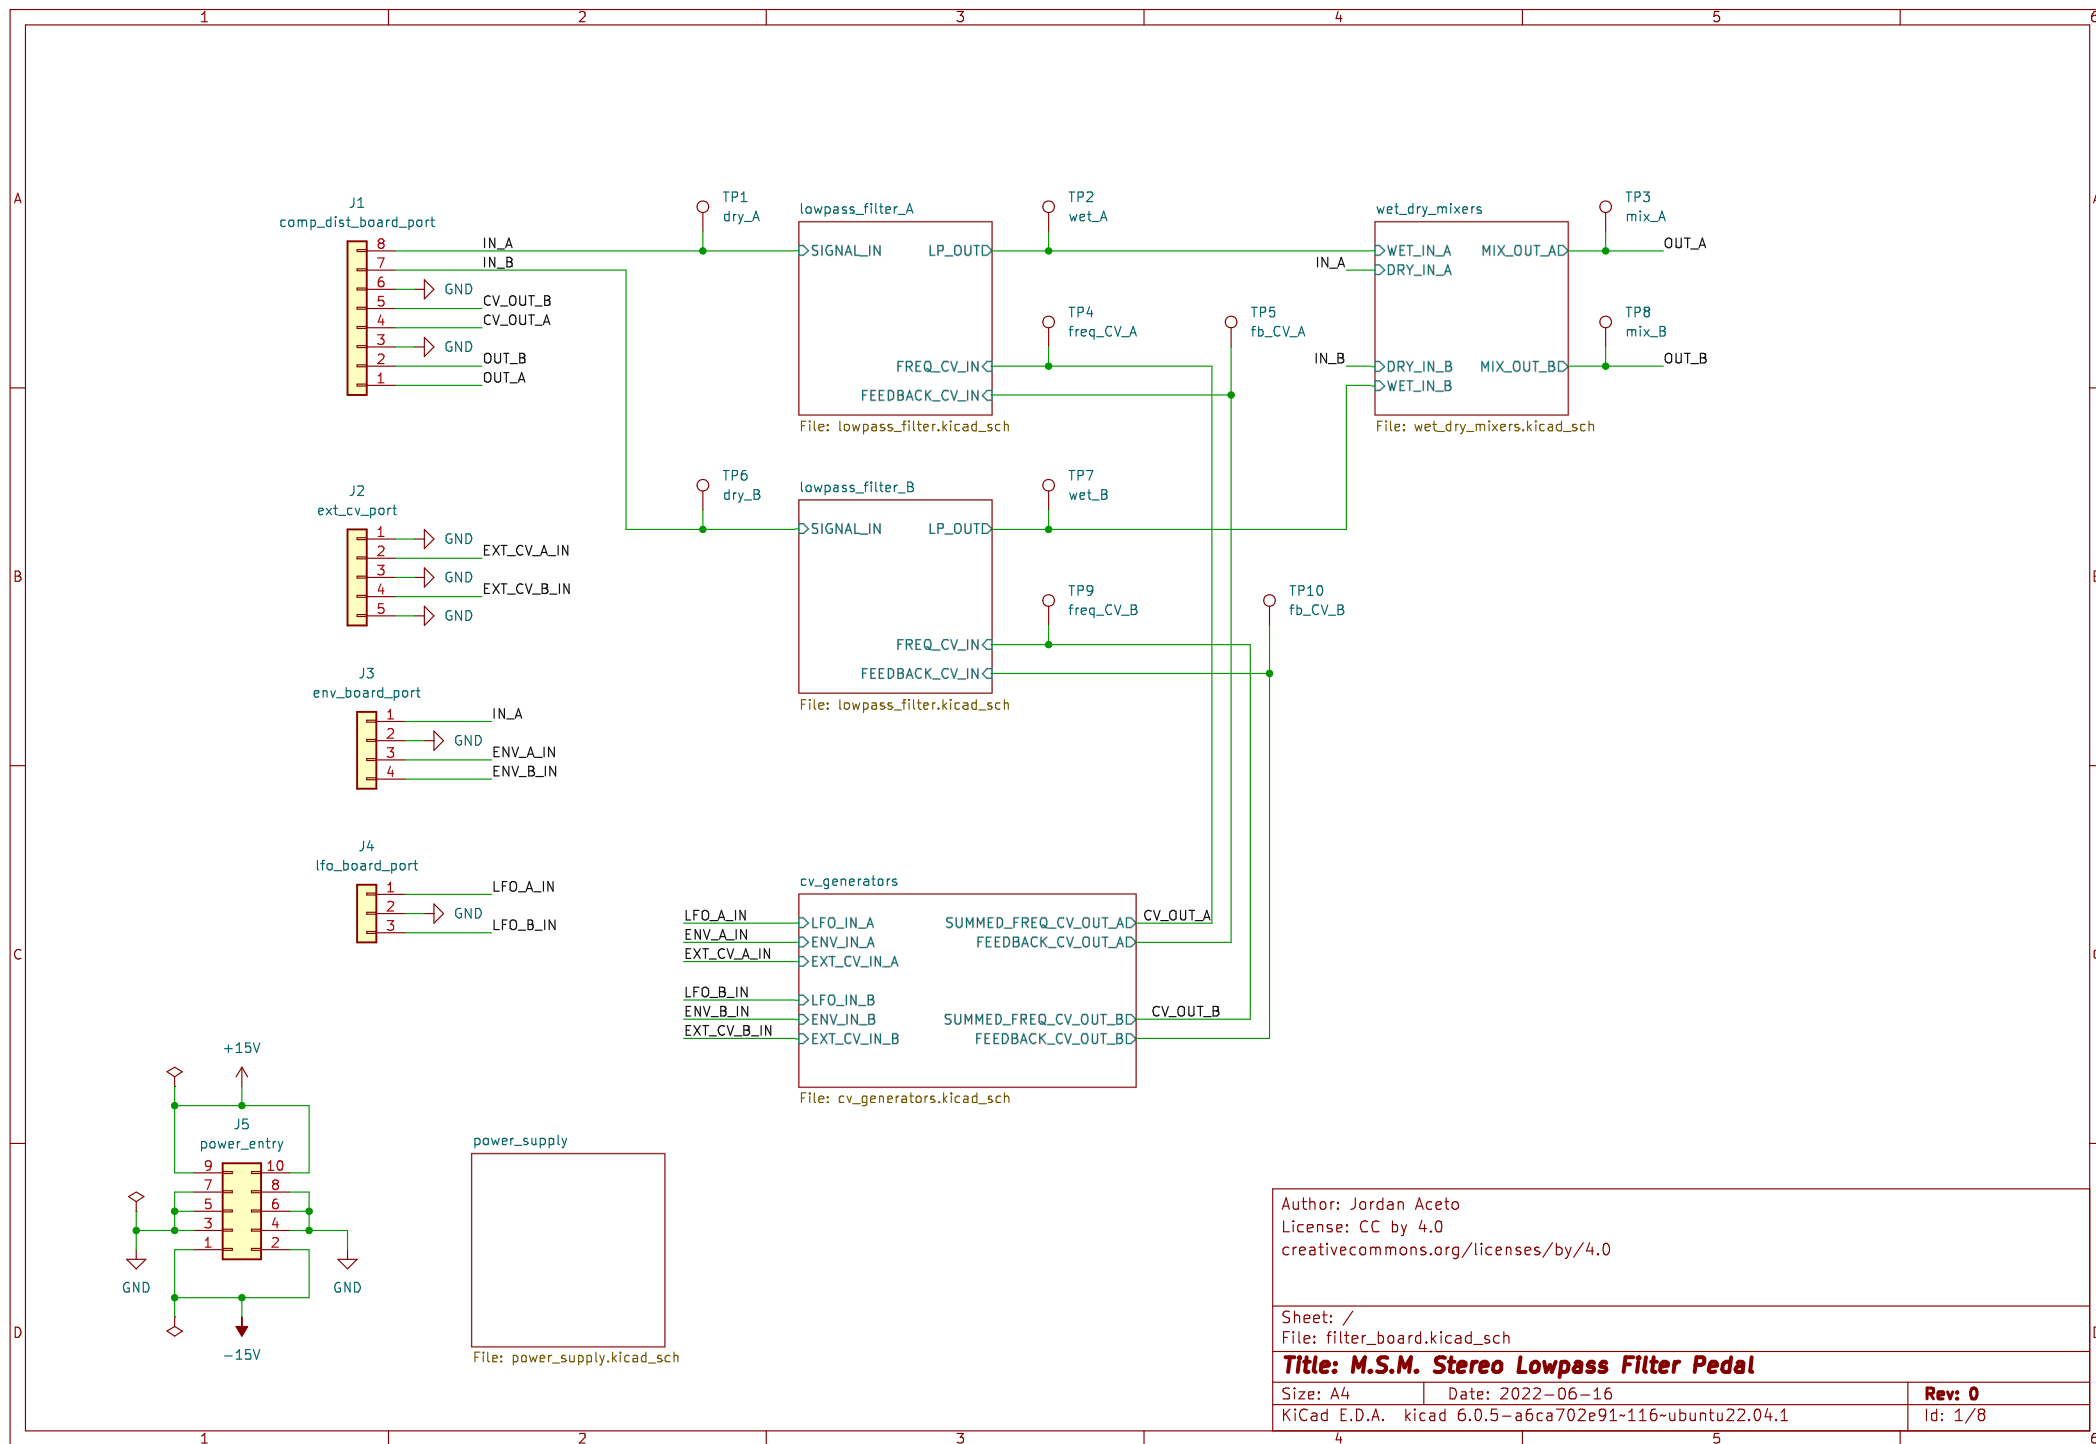 1 2 3 4 5 6
A
B
C
D
J1
comp_dist_board_port
8 IN_A
7 IN_B
6 GND
5 CV_OUT_B
4 CV_OUT_A
3 GND
2 OUT_B
1 OUT_A
J2
ext_cv_port
1 GND
2 EXT_CV_A_IN
3 GND
4 EXT_CV_B_IN
5 GND
J3
env_board_port
1 IN_A
2 GND
3 ENV_A_IN
4 ENV_B_IN
J4
lfo_board_port
1 LFO_A_IN
2 GND
3 LFO_B_IN
+15V
J5
power_entry
9 10
7 8
5 6
3 4
1 2
GND GND
-15V
power_supply
File: power_supply.kicad_sch
TP1
dry_A
lowpass_filter_A
SIGNAL_IN LP_OUT
FREQ_CV_IN
FEEDBACK_CV_IN
File: lowpass_filter.kicad_sch
TP2
wet_A
TP4
freq_CV_A
TP5
fb_CV_A
TP6
dry_B
lowpass_filter_B
SIGNAL_IN LP_OUT
FREQ_CV_IN
FEEDBACK_CV_IN
File: lowpass_filter.kicad_sch
TP7
wet_B
TP9
freq_CV_B
TP10
fb_CV_B
wet_dry_mixers
WET_IN_A MIX_OUT_A
IN_A DRY_IN_A
IN_B DRY_IN_B MIX_OUT_B
WET_IN_B
File: wet_dry_mixers.kicad_sch
TP3
mix_A
OUT_A
TP8
mix_B
OUT_B
cv_generators
LFO_A_IN LFO_IN_A SUMMED_FREQ_CV_OUT_A CV_OUT_A
ENV_A_IN ENV_IN_A FEEDBACK_CV_OUT_A
EXT_CV_A_IN EXT_CV_IN_A
LFO_B_IN LFO_IN_B
ENV_B_IN ENV_IN_B SUMMED_FREQ_CV_OUT_B CV_OUT_B
EXT_CV_B_IN EXT_CV_IN_B FEEDBACK_CV_OUT_B
File: cv_generators.kicad_sch
Author: Jordan Aceto
License: CC by 4.0
creativecommons.org/licenses/by/4.0
Sheet: /
File: filter_board.kicad_sch
Title: M.S.M. Stereo Lowpass Filter Pedal
Size: A4 Date: 2022-06-16 Rev: 0
KiCad E.D.A. kicad 6.0.5-a6ca702e91~116~ubuntu22.04.1 Id: 1/8
1 2 3 4 5 6